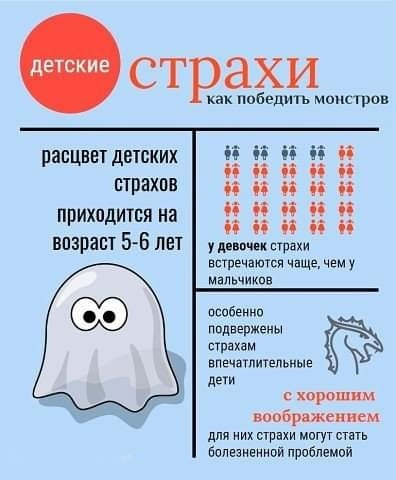 детские
страхи
как победить монстров
расцвет детских
страхов
приходится на
возраст 5-6 лет
у девочек страхи
встречаются чаще, чем у
мальчиков
особенно
подвержены
страхам
впечатлительные
дети
с хорошим
воображением
для них страхи могут стать
болезненной проблемой